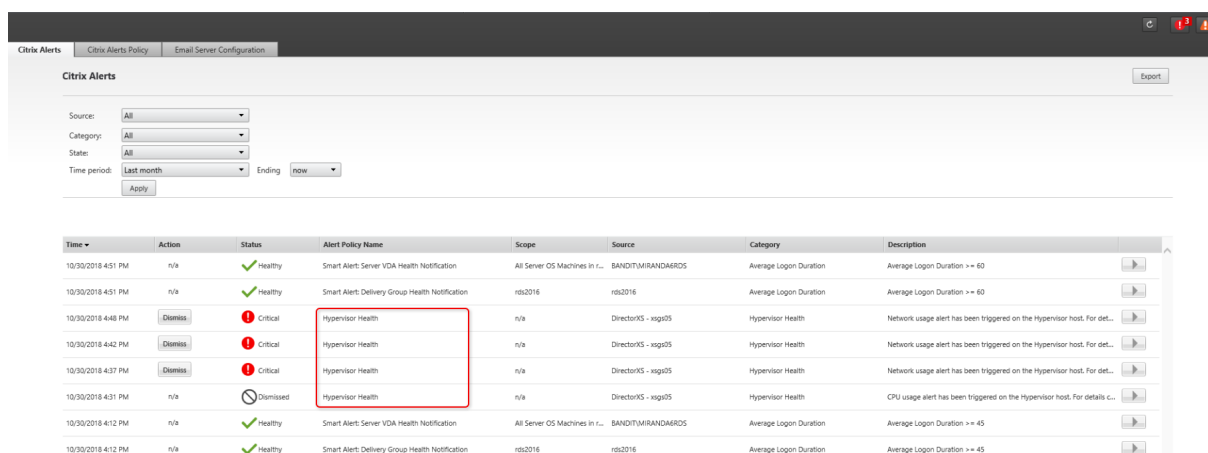 3
Citrix Alerts Citrix Alerts Policy Email Server Configuration
Citrix Alerts Export
Source: All
Category: All
State: All
Time period: Last month Ending now
Apply
Time Action Status Alert Policy Name Scope Source Category Description
10/30/2018 4:51 PM n/a Healthy Smart Alert: Server VDA Health Notification All Server OS Machines in r... BANDIT\MIRANDA6RDS Average Logon Duration Average Logon Duration >= 60
10/30/2018 4:51 PM n/a Healthy Smart Alert: Delivery Group Health Notification rds2016 rds2016 Average Logon Duration Average Logon Duration >= 60
10/30/2018 4:48 PM Dismiss Critical Hypervisor Health n/a DirectorXS - xsgs05 Hypervisor Health Network usage alert has been triggered on the Hypervisor host. For det...
10/30/2018 4:42 PM Dismiss Critical Hypervisor Health n/a DirectorXS - xsgs05 Hypervisor Health Network usage alert has been triggered on the Hypervisor host. For det...
10/30/2018 4:37 PM Dismiss Critical Hypervisor Health n/a DirectorXS - xsgs05 Hypervisor Health Network usage alert has been triggered on the Hypervisor host. For det...
10/30/2018 4:31 PM n/a Dismissed Hypervisor Health n/a DirectorXS - xsgs05 Hypervisor Health CPU usage alert has been triggered on the Hypervisor host. For details c...
10/30/2018 4:12 PM n/a Healthy Smart Alert: Server VDA Health Notification All Server OS Machines in r... BANDIT\MIRANDA6RDS Average Logon Duration Average Logon Duration >= 45
10/30/2018 4:12 PM n/a Healthy Smart Alert: Delivery Group Health Notification rds2016 rds2016 Average Logon Duration Average Logon Duration >= 45